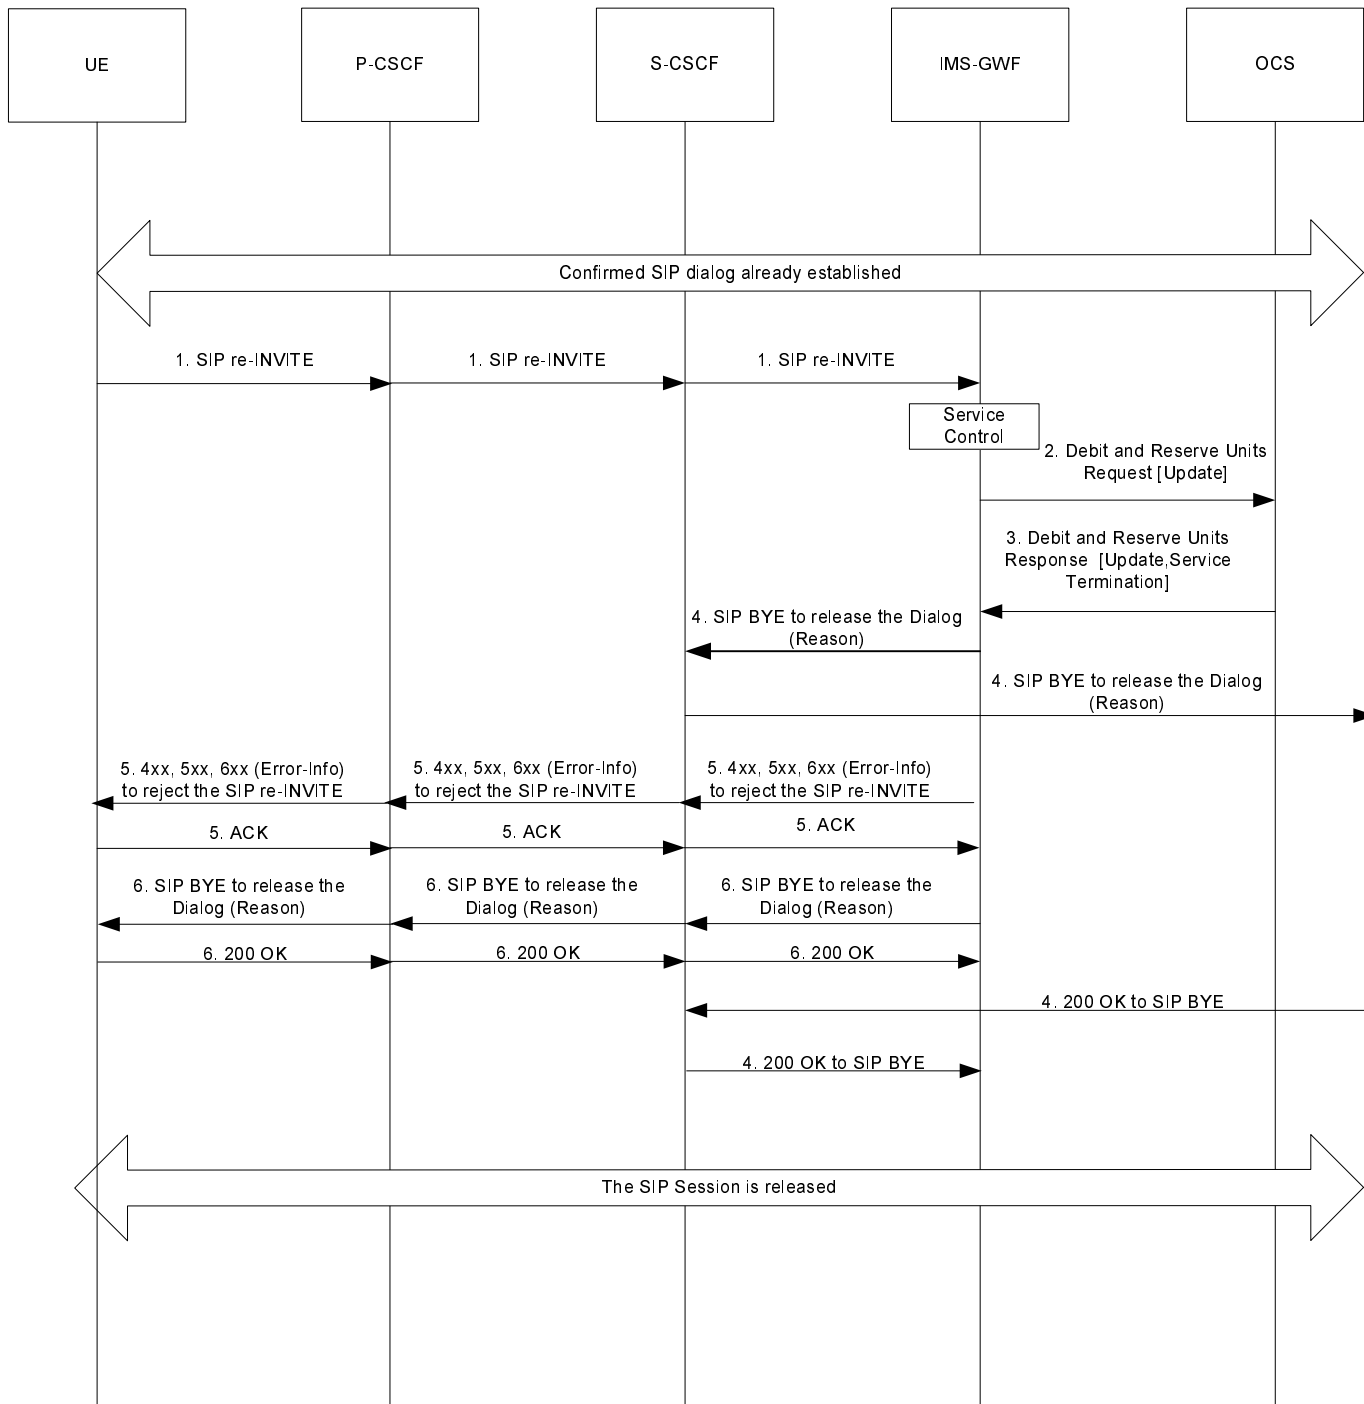 UE
P-CSCF
S-CSCF
IMS-GWF
OCS
Confirmed SIP dialog already established
1. SIP re-INVITE
1. SIP re-INVITE
1. SIP re-INVITE
Service
Control
2. Debit and Reserve Units
Request [Update]
3. Debit and Reserve Units
Response [Update,Service
Termination]
4. SIP BYE to release the Dialog
(Reason)
4. SIP BYE to release the Dialog
(Reason)
5. 4xx, 5xx, 6xx (Error-Info)
to reject the SIP re-INVITE
5. 4xx, 5xx, 6xx (Error-Info)
to reject the SIP re-INVITE
5. 4xx, 5xx, 6xx (Error-Info)
to reject the SIP re-INVITE
5. ACK
5. ACK
5. ACK
6. SIP BYE to release the
Dialog (Reason)
6. SIP BYE to release the
Dialog (Reason)
6. SIP BYE to release the
Dialog (Reason)
6. 200 OK
6. 200 OK
6. 200 OK
4. 200 OK to SIP BYE
4. 200 OK to SIP BYE
The SIP Session is released